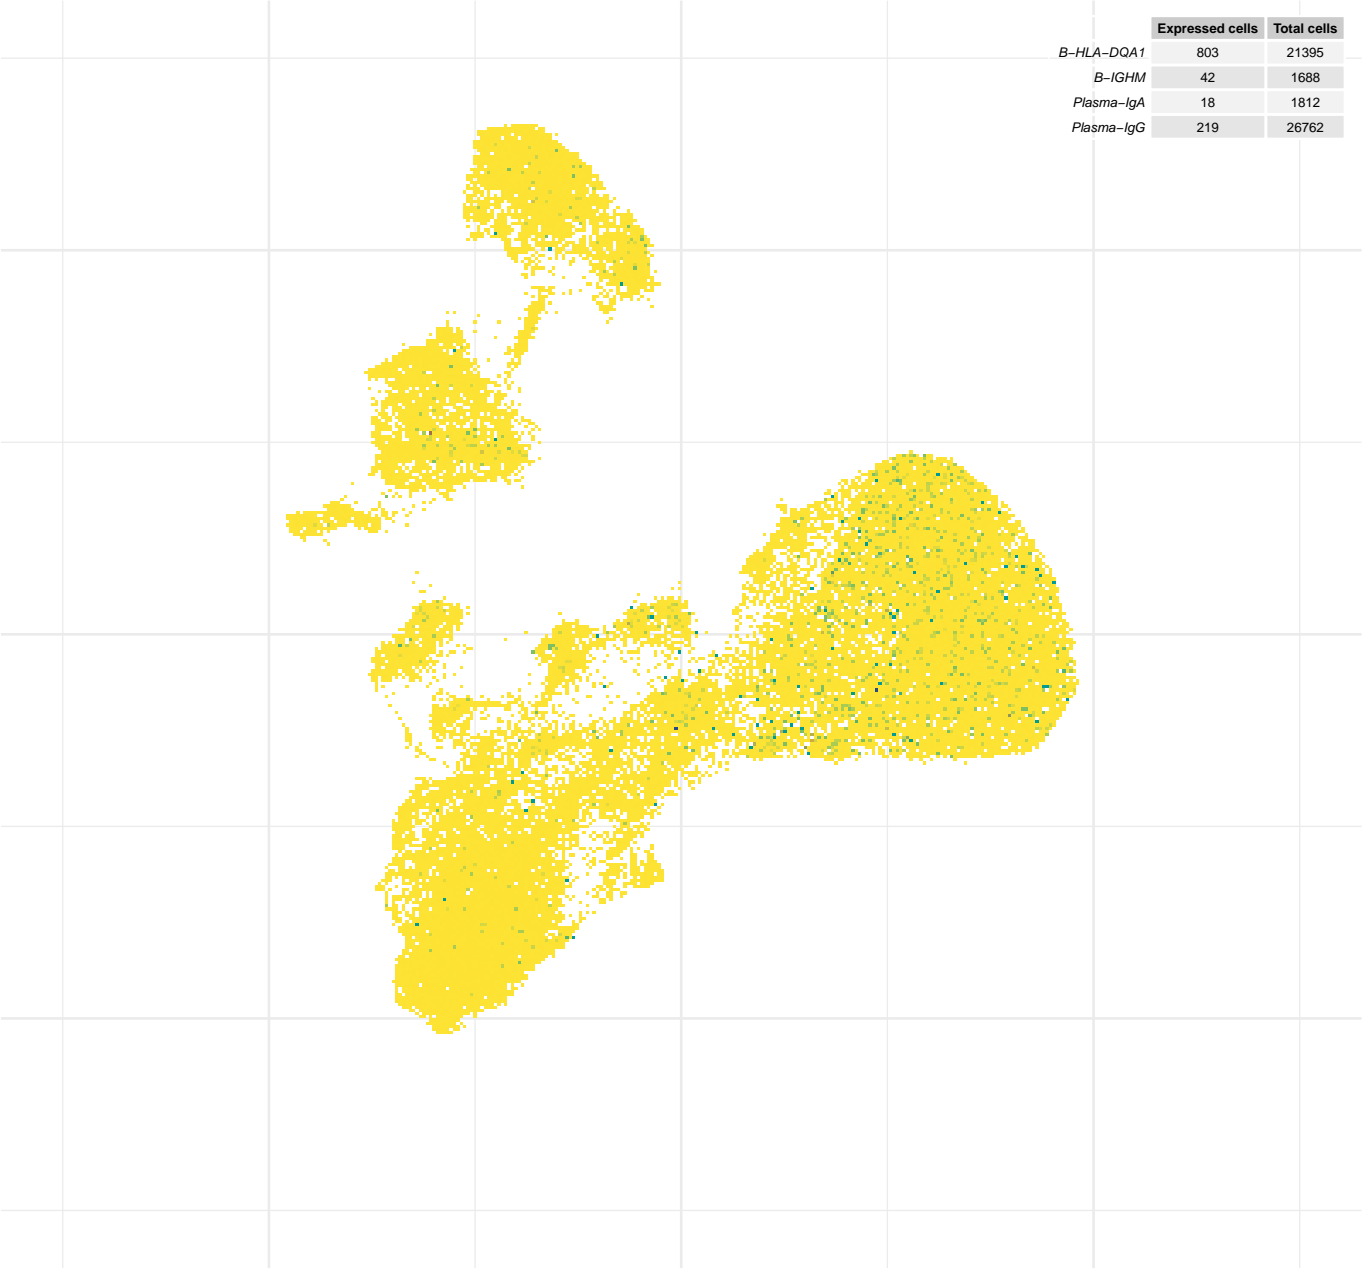 Expressed cells Total cells
B−HLA−DQA1 803 21395
B−IGHM 42 1688
Plasma−IgA 18 1812
Plasma−IgG 219 26762